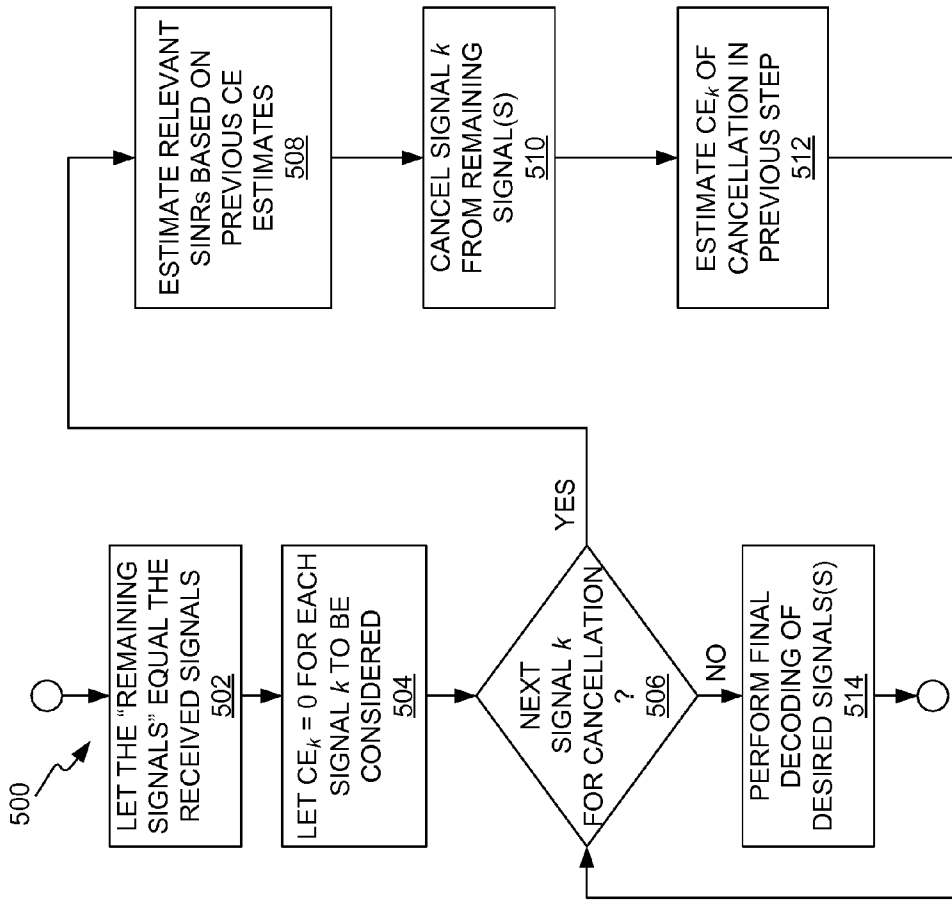 500
LET THE "REMAINING
SIGNALS" EQUAL THE
RECEIVED SIGNALS
502
LET CEk = 0 FOR EACH
SIGNAL k TO BE
CONSIDERED
504
NEXT
SIGNAL k
FOR CANCELLATION
?
506
YES
NO
ESTIMATE RELEVANT
SINRs BASED ON
PREVIOUS CE
ESTIMATES
508
CANCEL SIGNAL k
FROM REMAINING
SIGNAL(S)
510
ESTIMATE CEk OF
CANCELLATION IN
PREVIOUS STEP
512
PERFORM FINAL
DECODING OF
DESIRED SIGNALS(S)
514